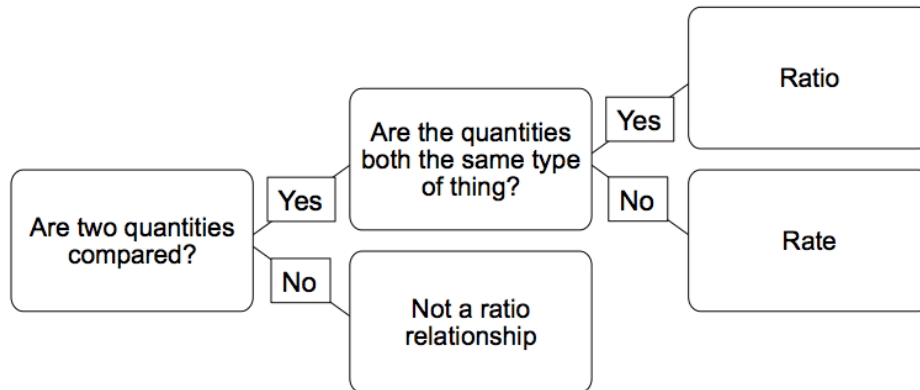 Are two quantities
compared?
Yes
No
Are the quantities
both the same type
of thing?
Not a ratio
relationship
Yes
No
Ratio
Rate